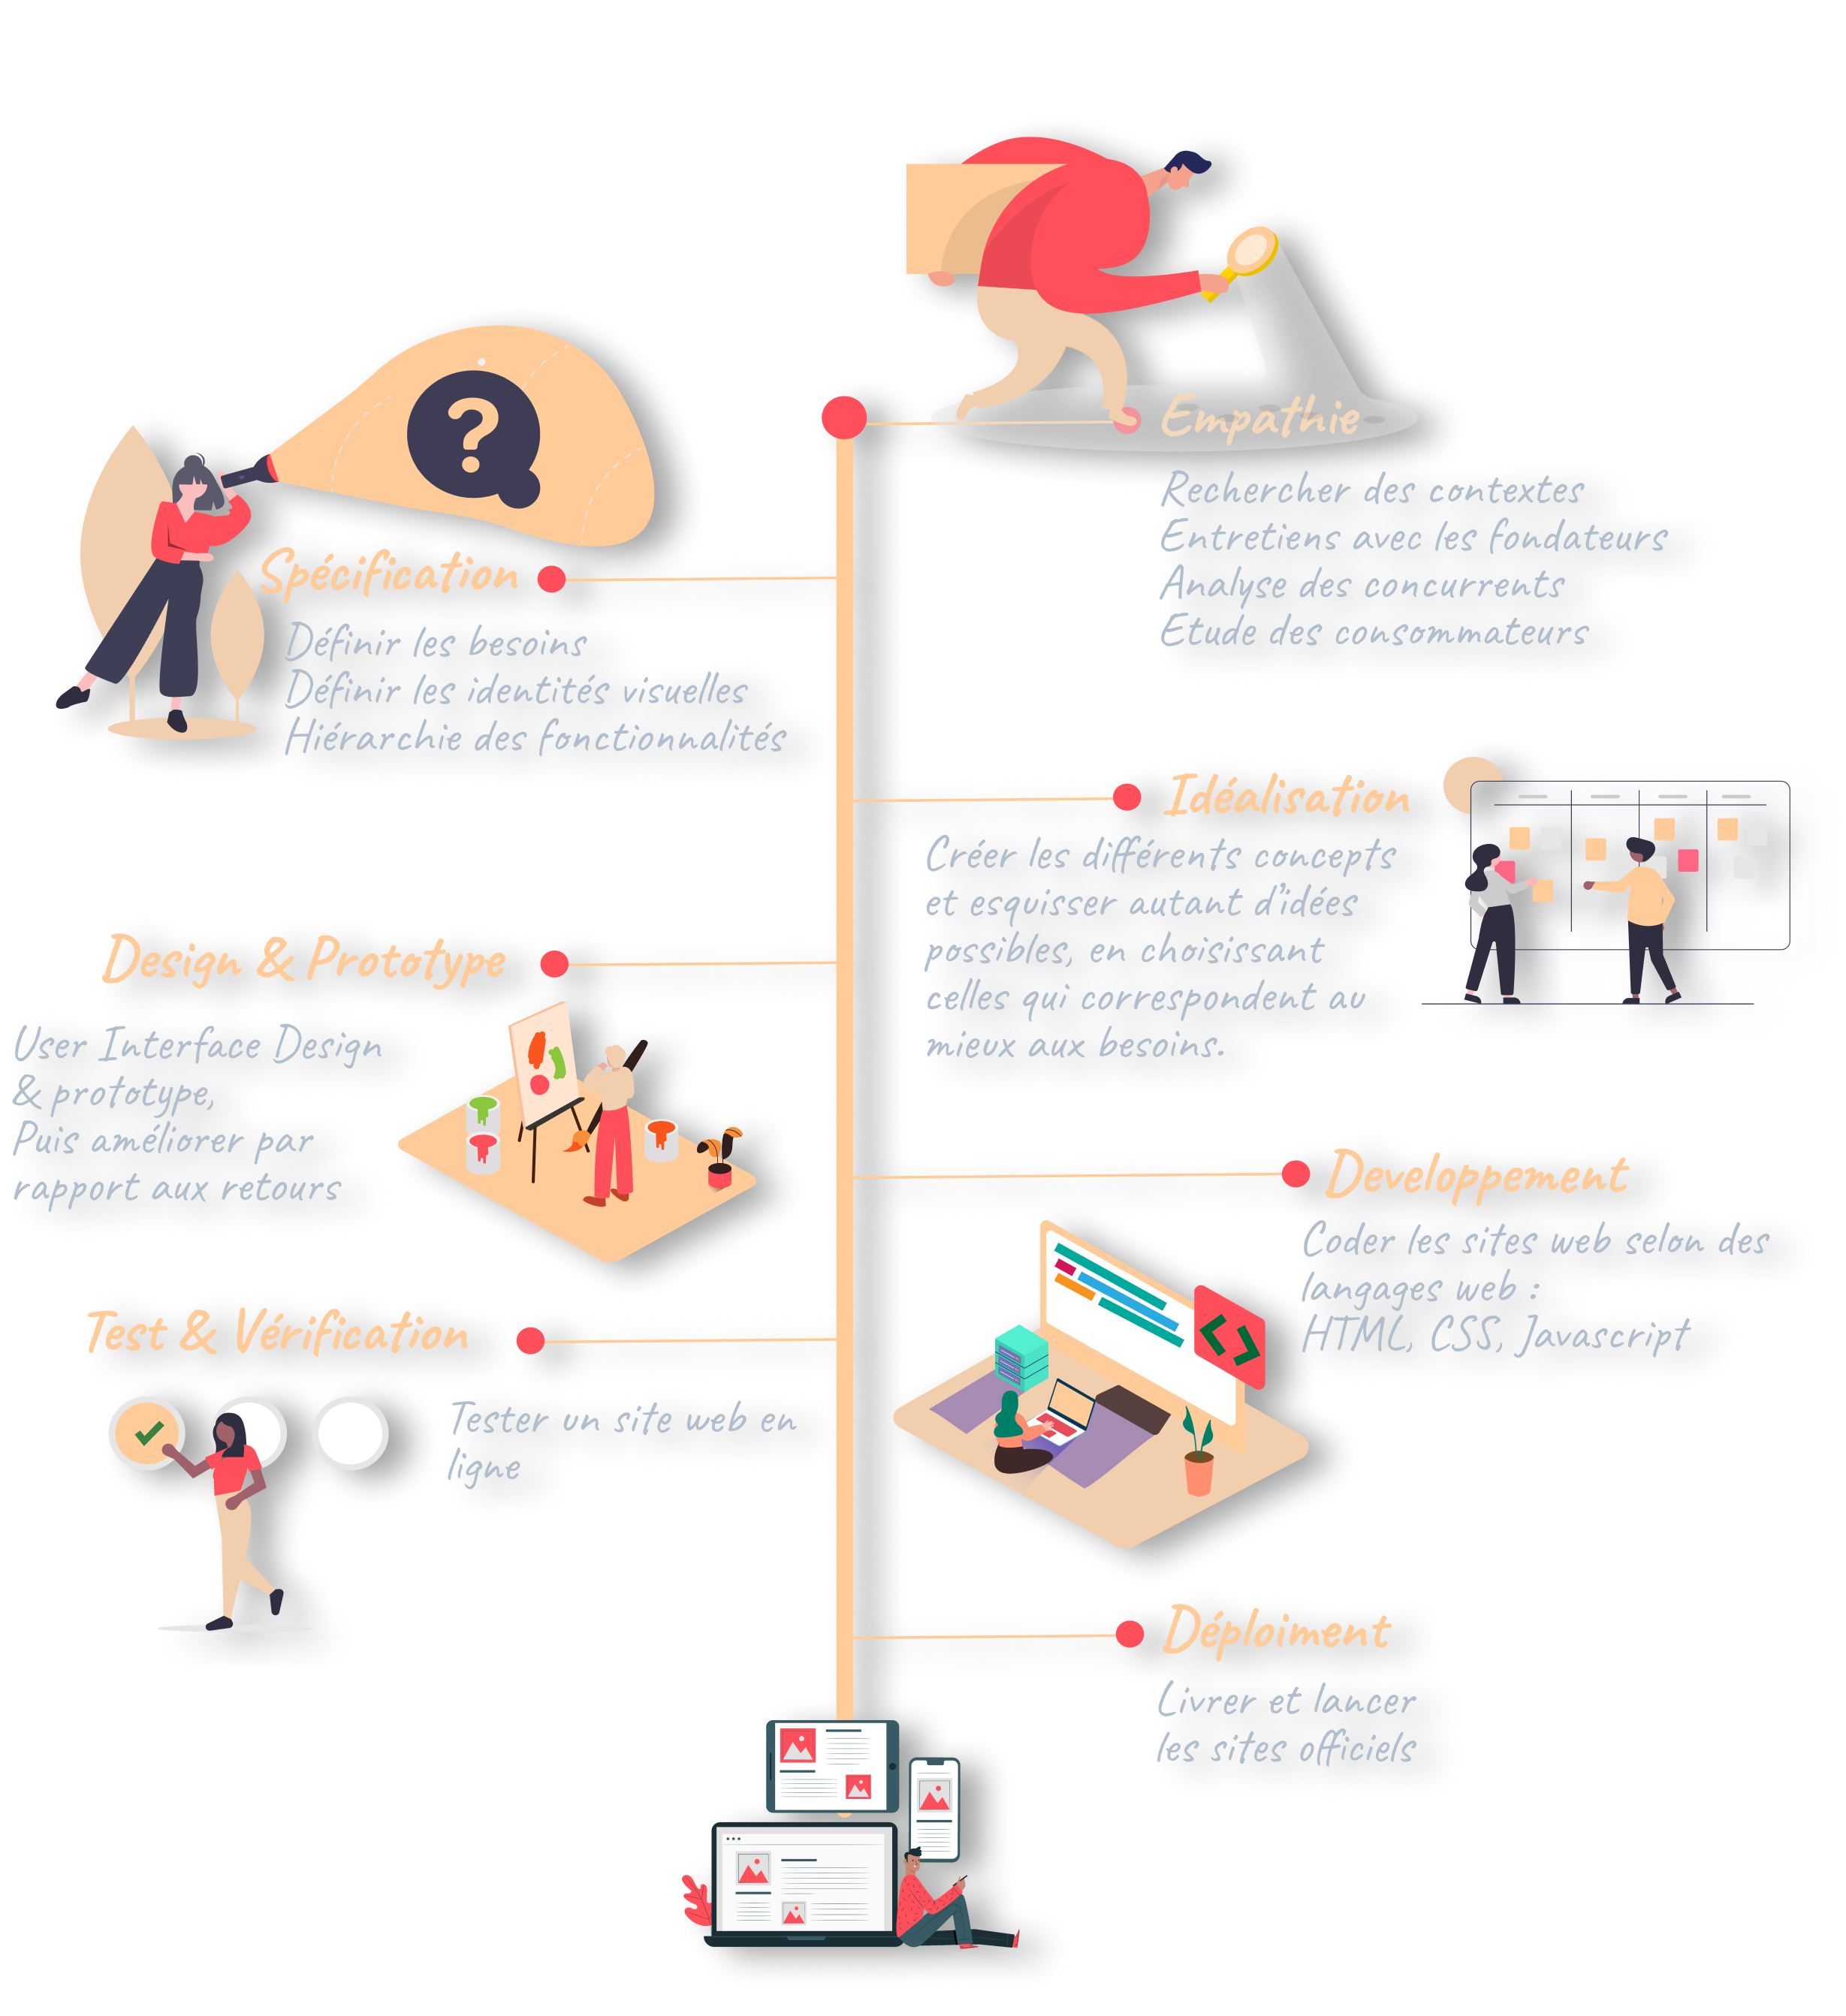 Empathie
Rechercher des contextes
Entretiens avec les fondateurs
Analyse des concurrents
Etude des consommateurs
Spécification
Définir les besoins
Définir les identités visuelles
Hiérarchie des fonctionnalités
Idéalisation
Créer les différents concepts
et esquisser autant d'idées
possibles, en choisissant
celles qui correspondent au
mieux aux besoins.
Design & Prototype
User Interface Design
& prototype,
Puis améliorer par
rapport aux retours
Developpement
Coder les sites web selon des
langages web :
HTML, CSS, Javascript
Test & Vérification
Tester un site web en
ligne
Déploiment
Livrer et lancer
les sites officiels